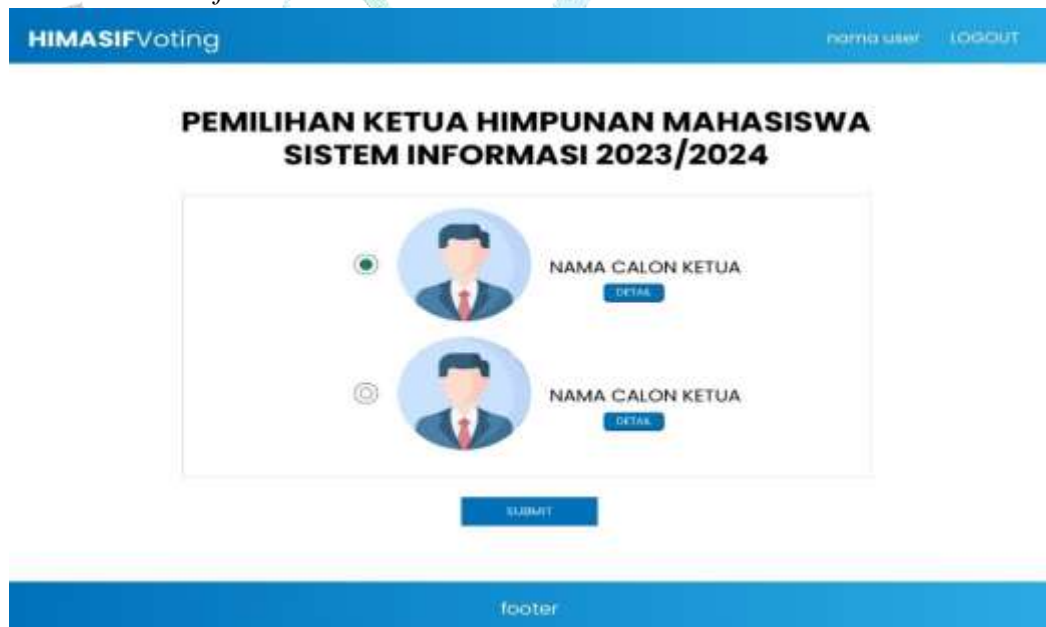 HIMASIFVoting
nama user LOGOUT
PEMILIHAN KETUA HIMPUNAN MAHASISWA
SISTEM INFORMASI 2023/2024
NAMA CALON KETUA
DETAIL
NAMA CALON KETUA
DETAIL
SUBMIT
footer